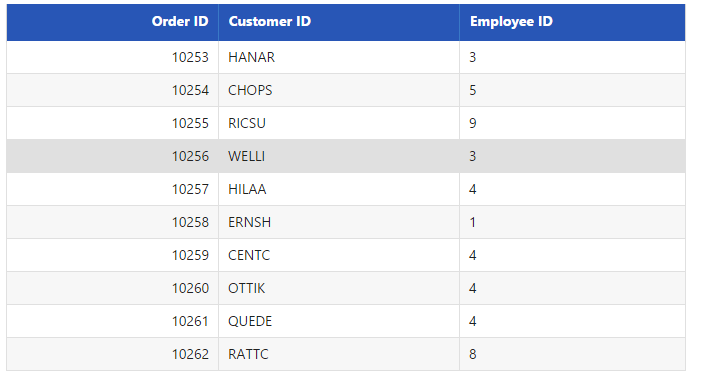 Order ID Customer ID Employee ID
10253 HANAR 3
10254 CHOPS 5
10255 RICSU 9
10256 WELLI 3
10257 HILAA 4
10258 ERNSH 1
10259 CENTC 4
10260 OTTIK 4
10261 QUEDE 4
10262 RATTC 8